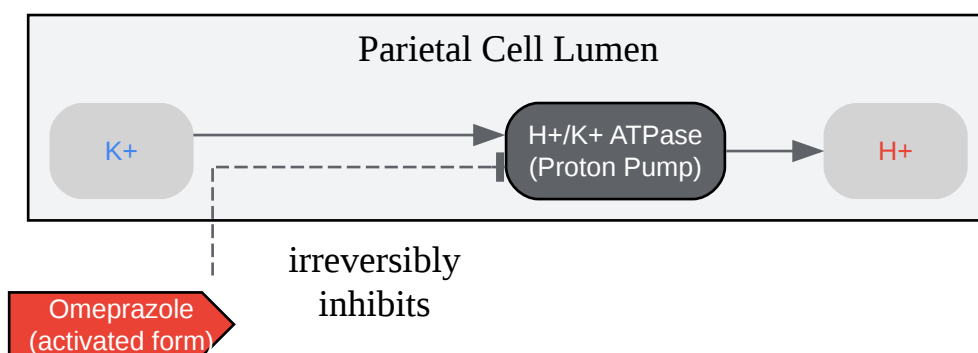 Parietal Cell Lumen
K+
H+/K+ ATPase
(Proton Pump)
H+
irreversibly
inhibits
Omeprazole
(activated form)